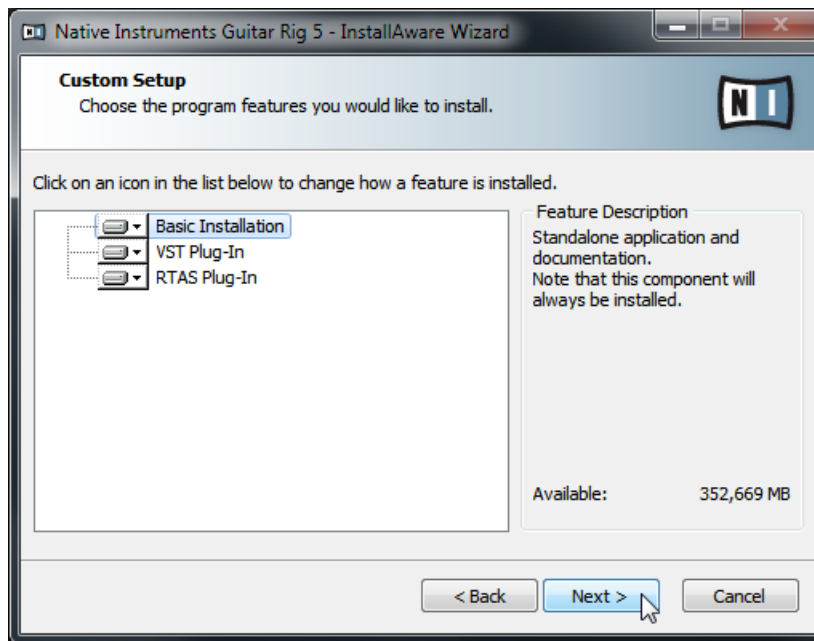 Native Instruments Guitar Rig 5 - InstallAware Wizard
Custom Setup
Choose the program features you would like to install.
N I
Click on an icon in the list below to change how a feature is installed.
Basic Installation
VST Plug-In
RTAS Plug-In
Feature Description
Standalone application and
documentation.
Note that this component will
always be installed.
Available: 352,669 MB
< Back
Next >
Cancel